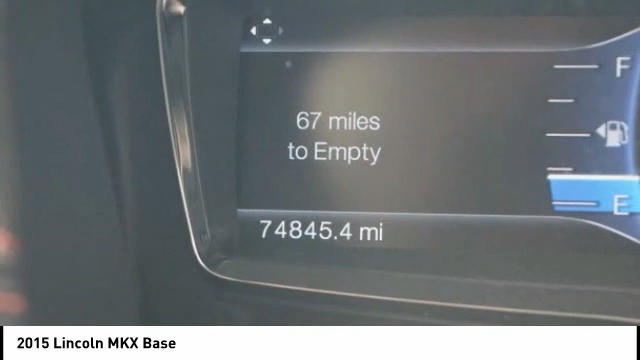 F
67 miles
to Empty
E
74845.4 mi
2015 Lincoln MKX Base